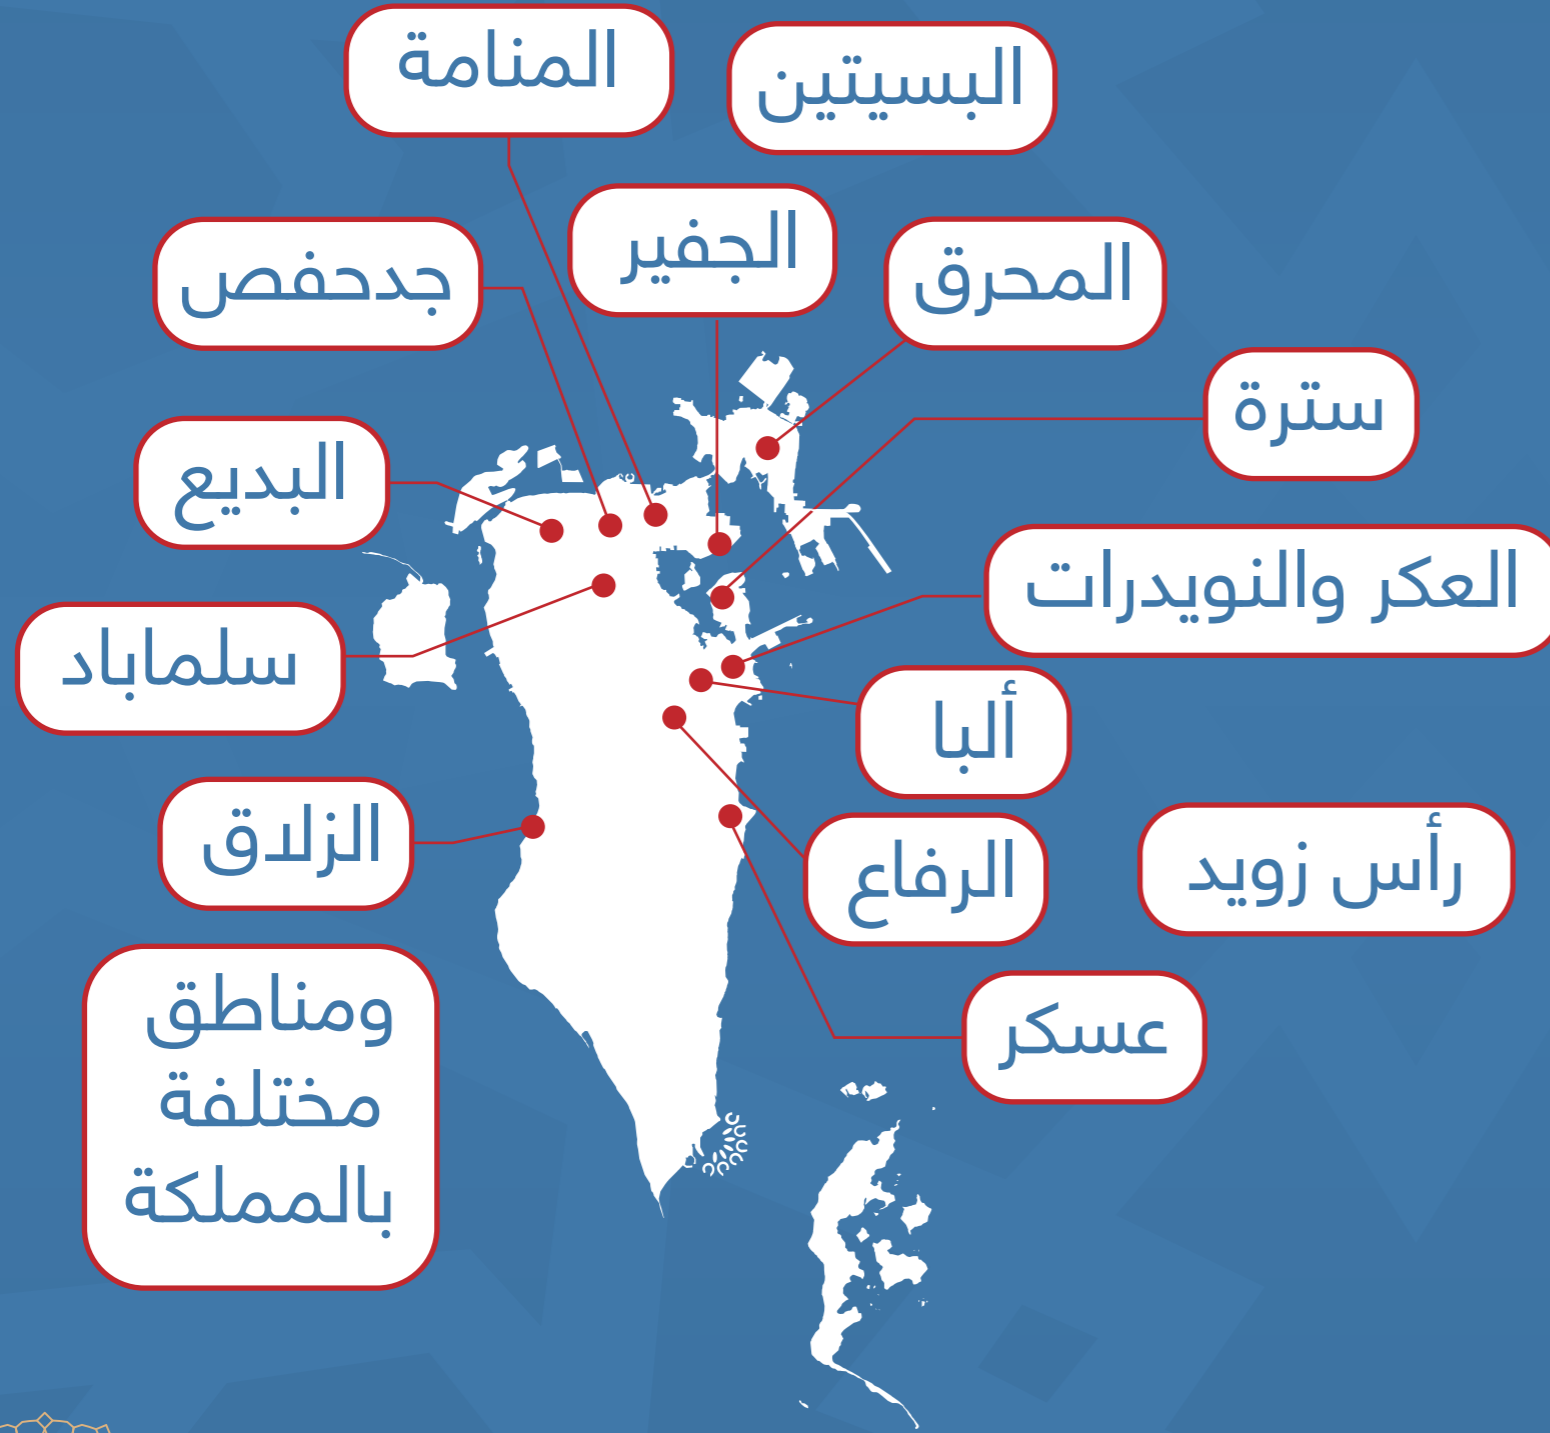 المنامة
البسيتين
الجفير
المحرق
جدحفص
سترة
البديع
العكر والنويدرات
سلماباد
ألبا
الزلاق
الرفاع
رأس زويد
عسكر
ومناطق
مختلفة
بالمملكة